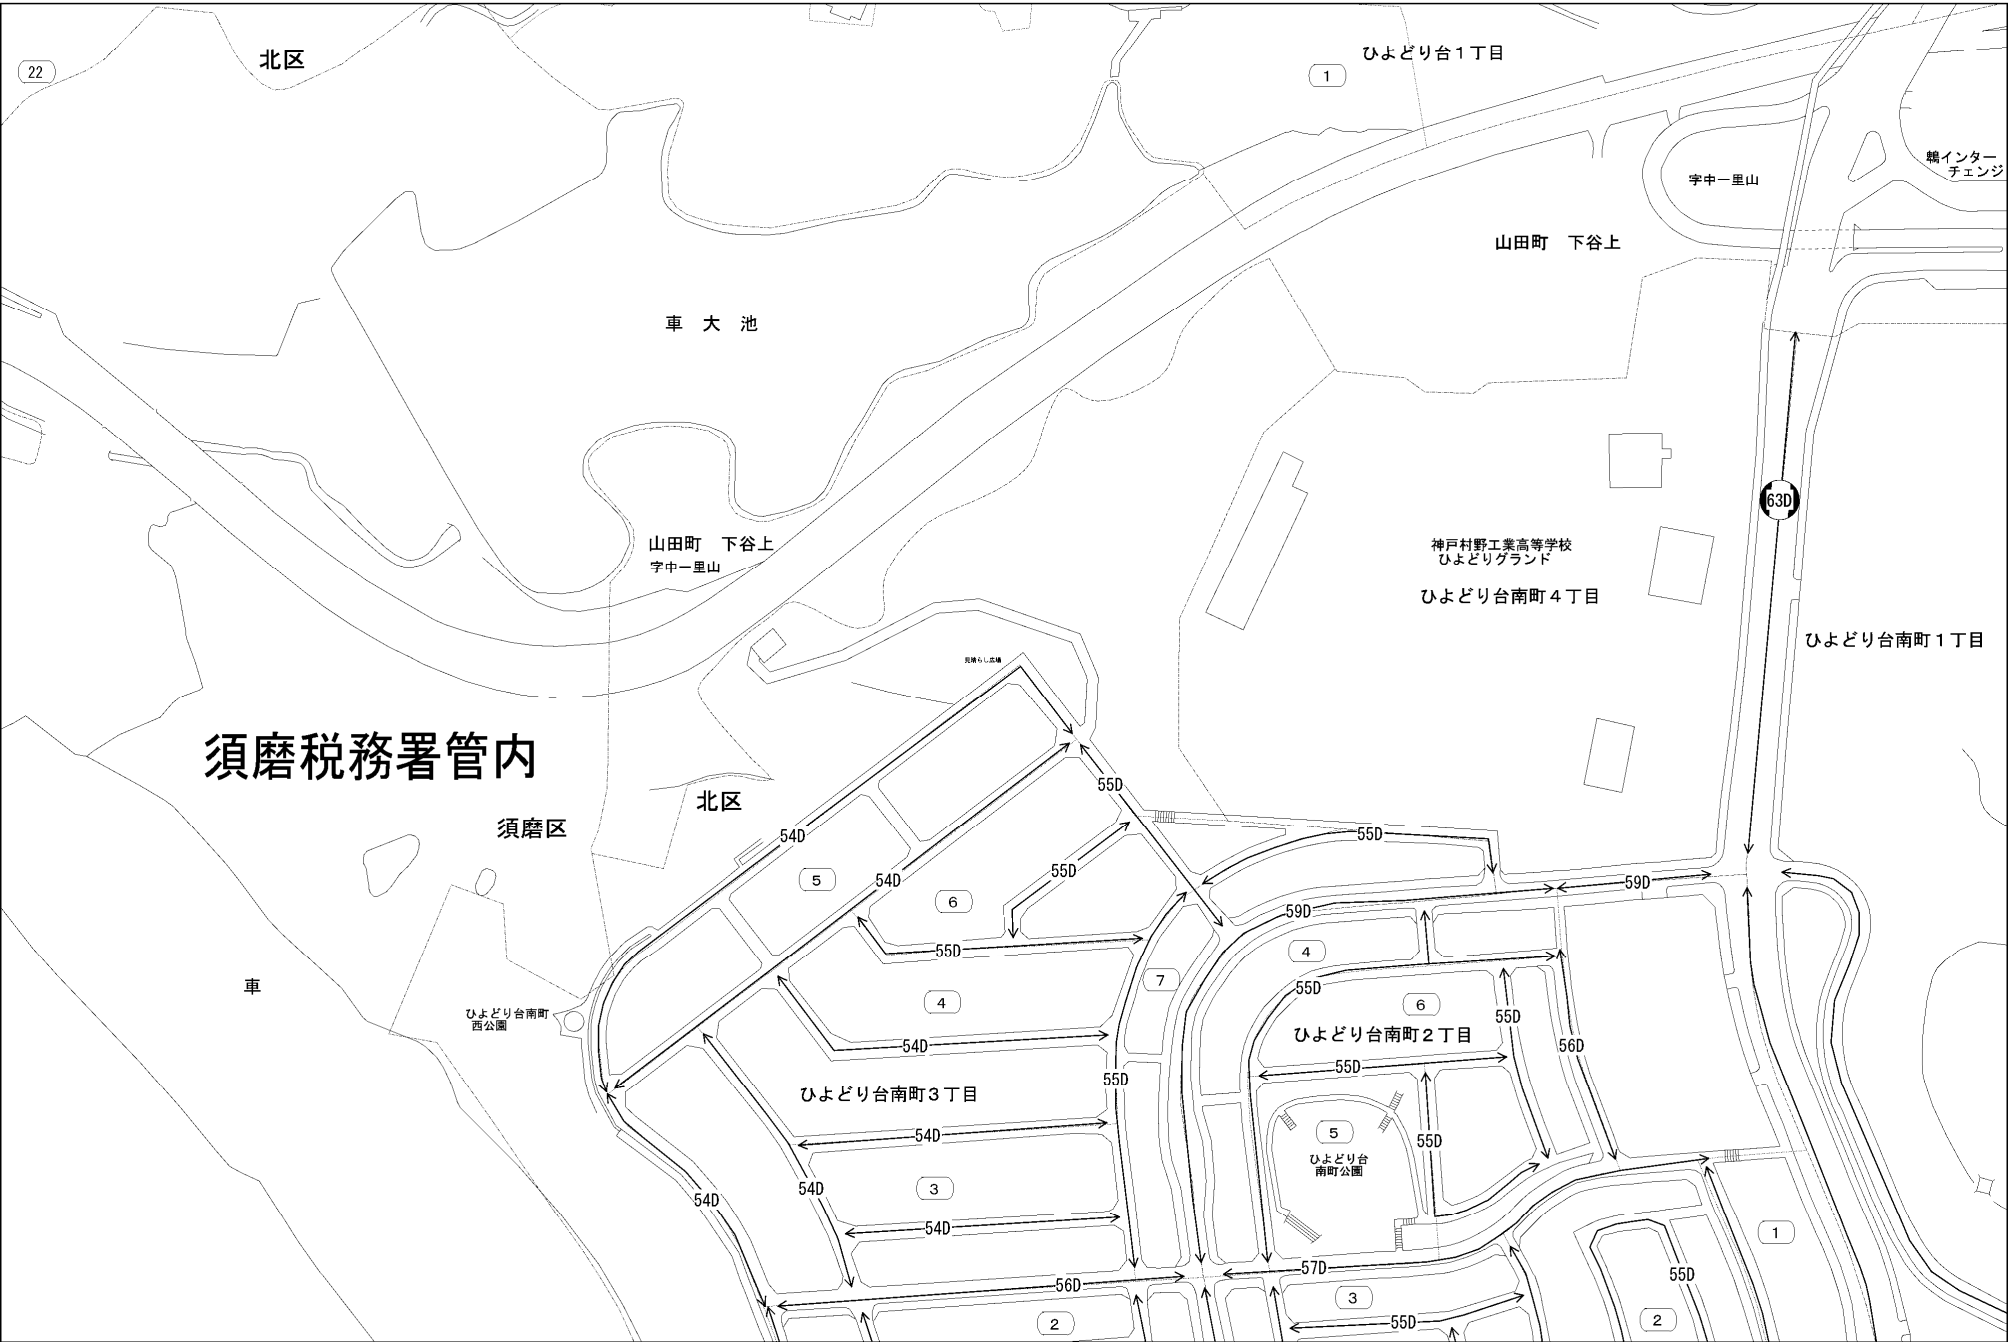 北区
22
ひよどり台1丁目
1
鵯インター
チェンジ
字中一里山
山田町 下谷上
車 大 池
63D
山田町 下谷上
字中一里山
神戸村野工業高等学校
ひよどりグランド
ひよどり台南町4丁目
ひよどり台南町1丁目
見晴らし広場
須磨税務署管内
北区
須磨区
55D
54D
55D
5
54D
55D
59D
6
59D
55D
4
7
車
55D
4
6
55D
ひよどり台南町
西公園
ひよどり台南町2丁目
54D
56D
55D
55D
ひよどり台南町3丁目
54D
5
55D
ひよどり台
南町公園
54D
3
54D
54D
1
57D
56D
55D
3
2
55D
2